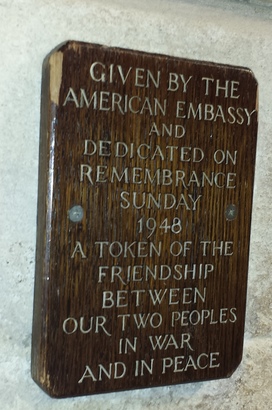 GIVEN BY THE
AMERICAN EMBASSY
AND
DEDICATED ON
REMEMBRANCE
SUNDAY
1948
A TOKEN OF THE
FRIENDSHIP
BETWEEN
OUR TWO PEOPLES
IN WAR
AND IN PEACE